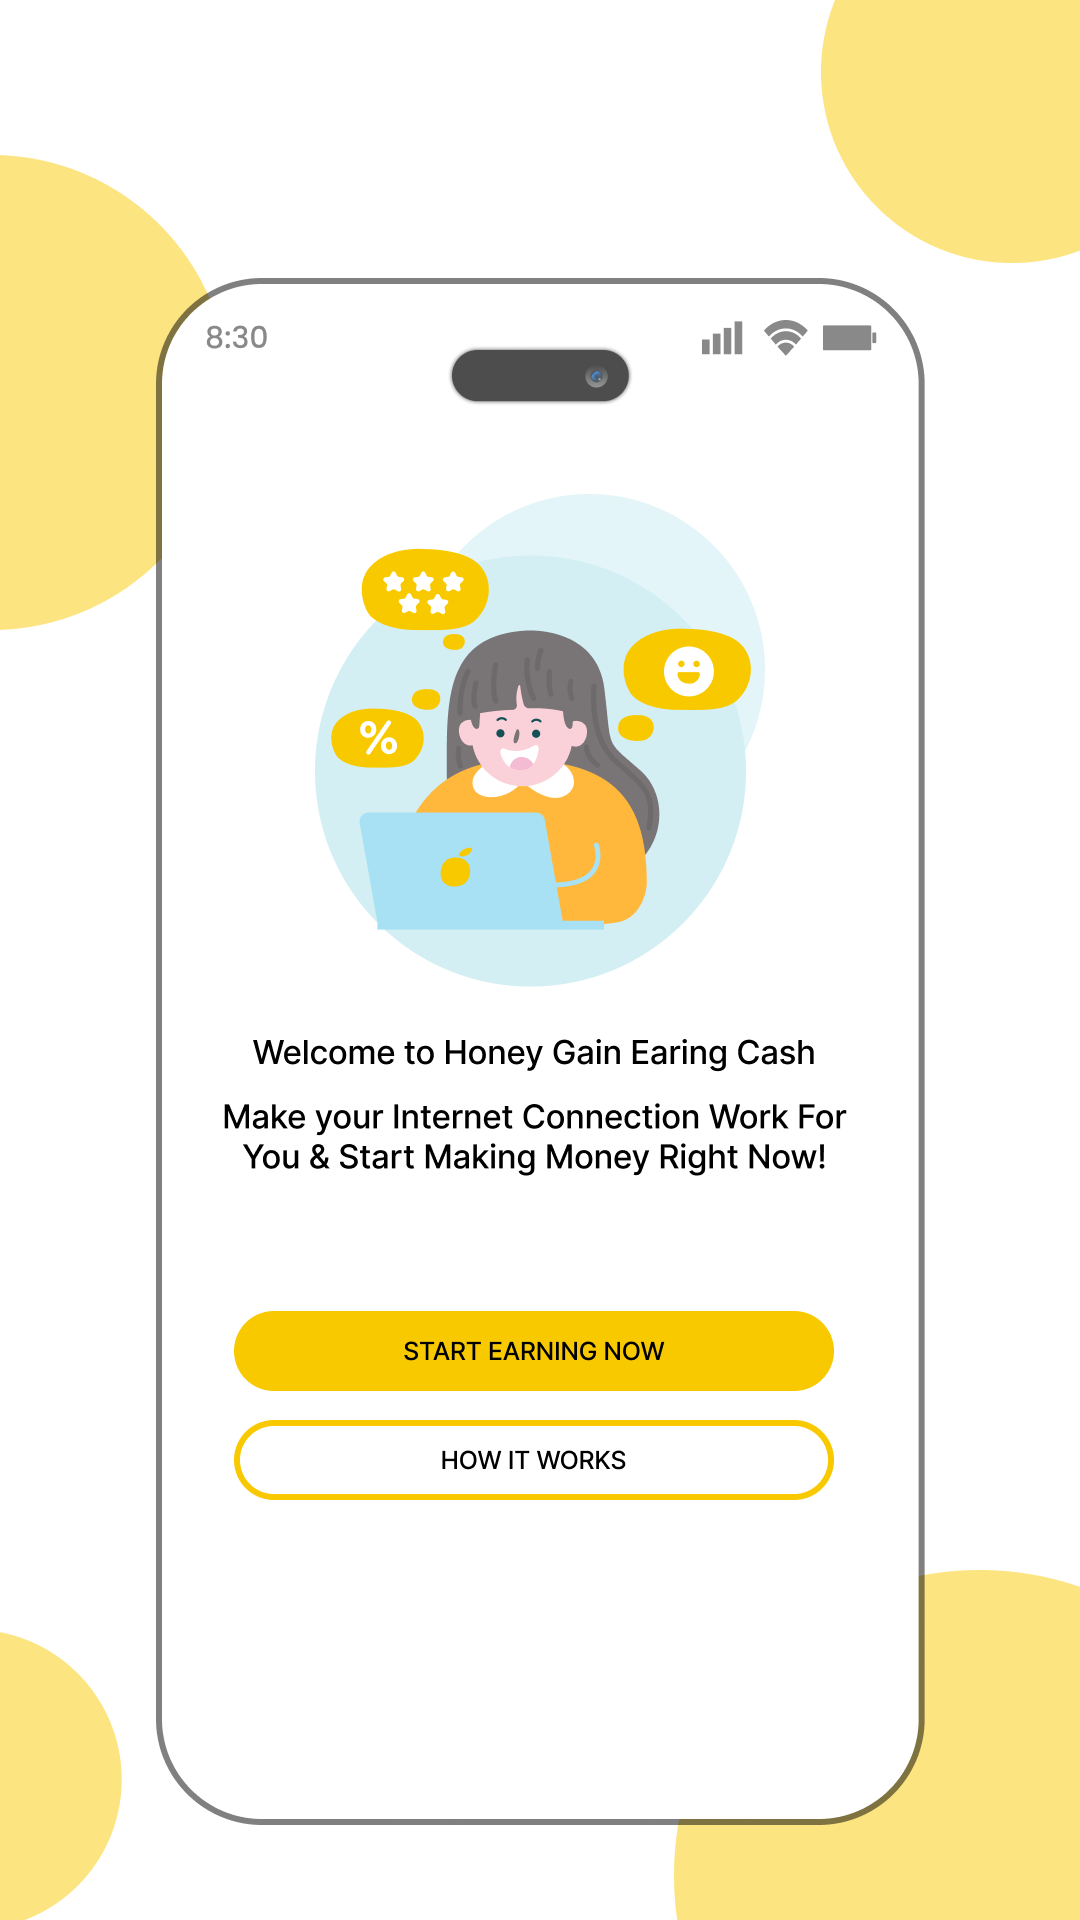 8:30
%
Welcome to Honey Gain Earing Cash
Make your Internet Connection Work For
You & Start Making Money Right Now!
START EARNING NOW
HOW IT WORKS